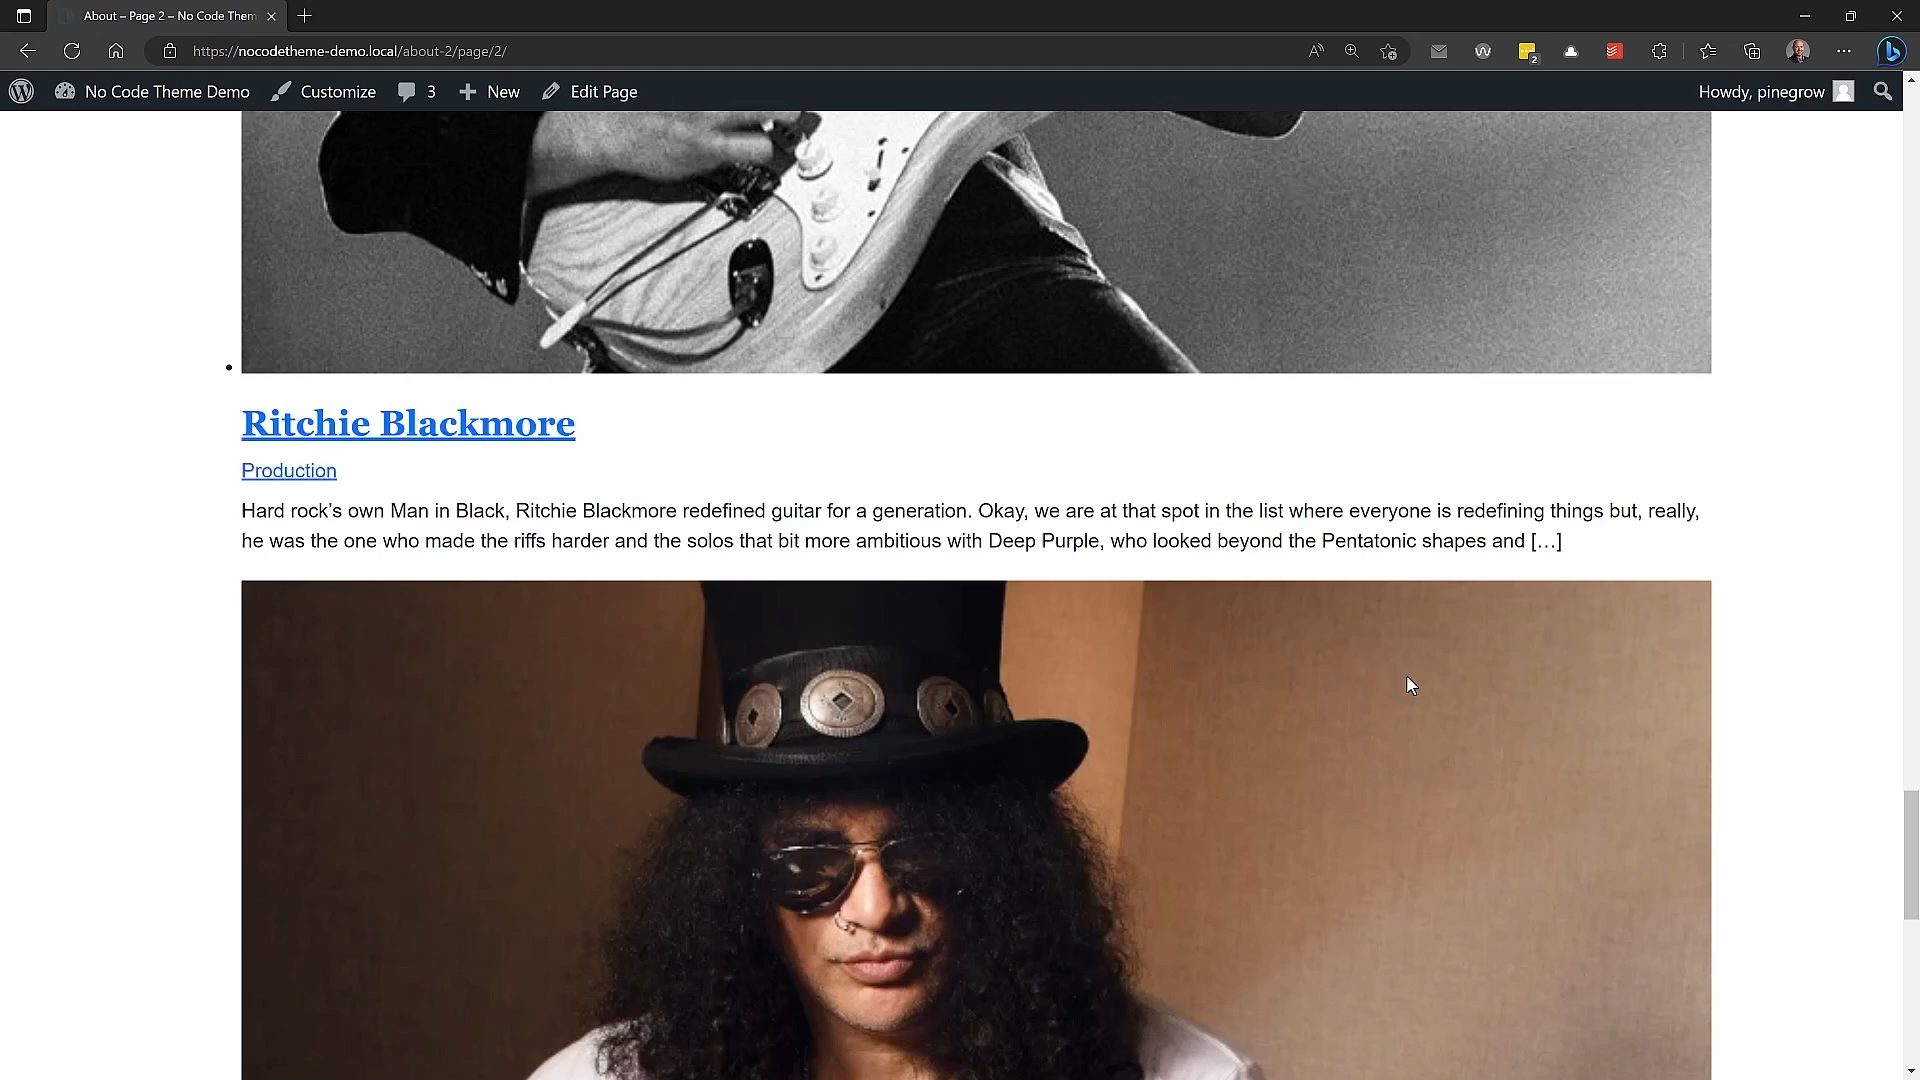 About – Page 2 – No Code Them
https://nocodetheme-demo.local/about-2/page/2/
2
No Code Theme Demo
Customize
3
New
Edit Page
Howdy, pinegrow
Ritchie Blackmore
Production
Hard rock’s own Man in Black, Ritchie Blackmore redefined guitar for a generation. Okay, we are at that spot in the list where everyone is redefining things but, really,
he was the one who made the riffs harder and the solos that bit more ambitious with Deep Purple, who looked beyond the Pentatonic shapes and […]